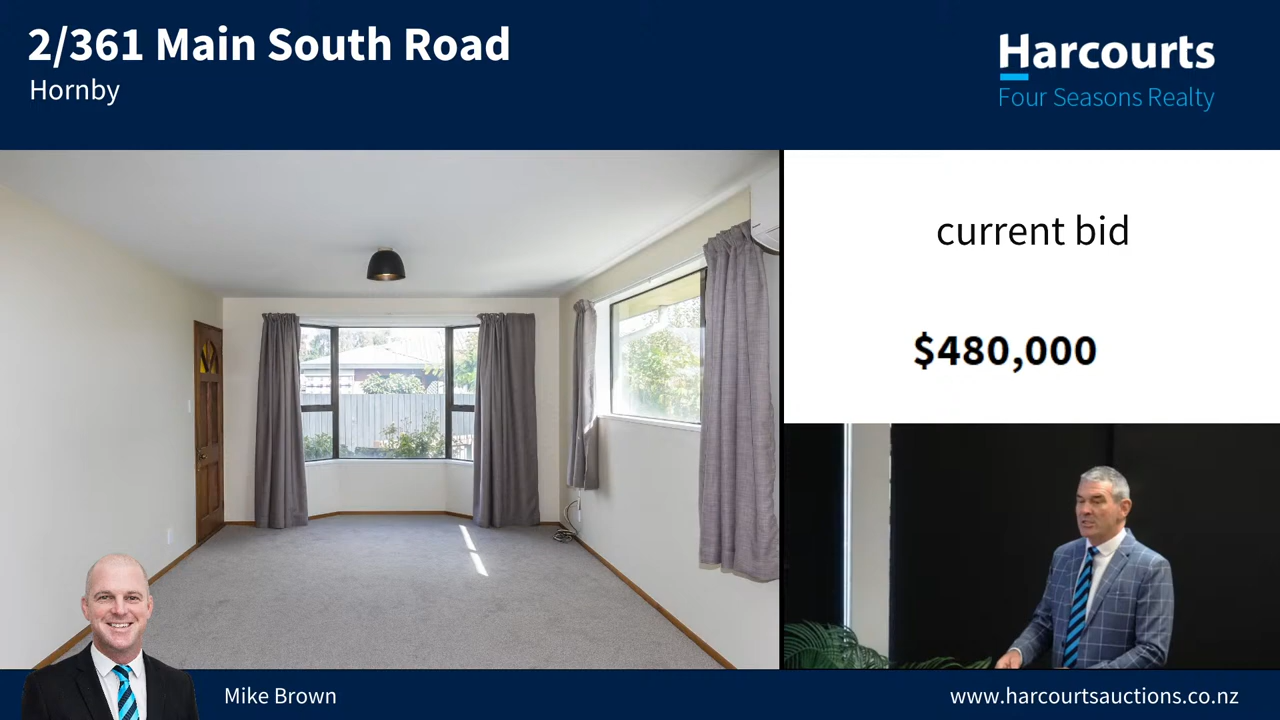 2/361 Main South Road
Hornby
Harcourts
Four Seasons Realty
current bid
$480,000
Mike Brown
www.harcourtsauctions.co.nz